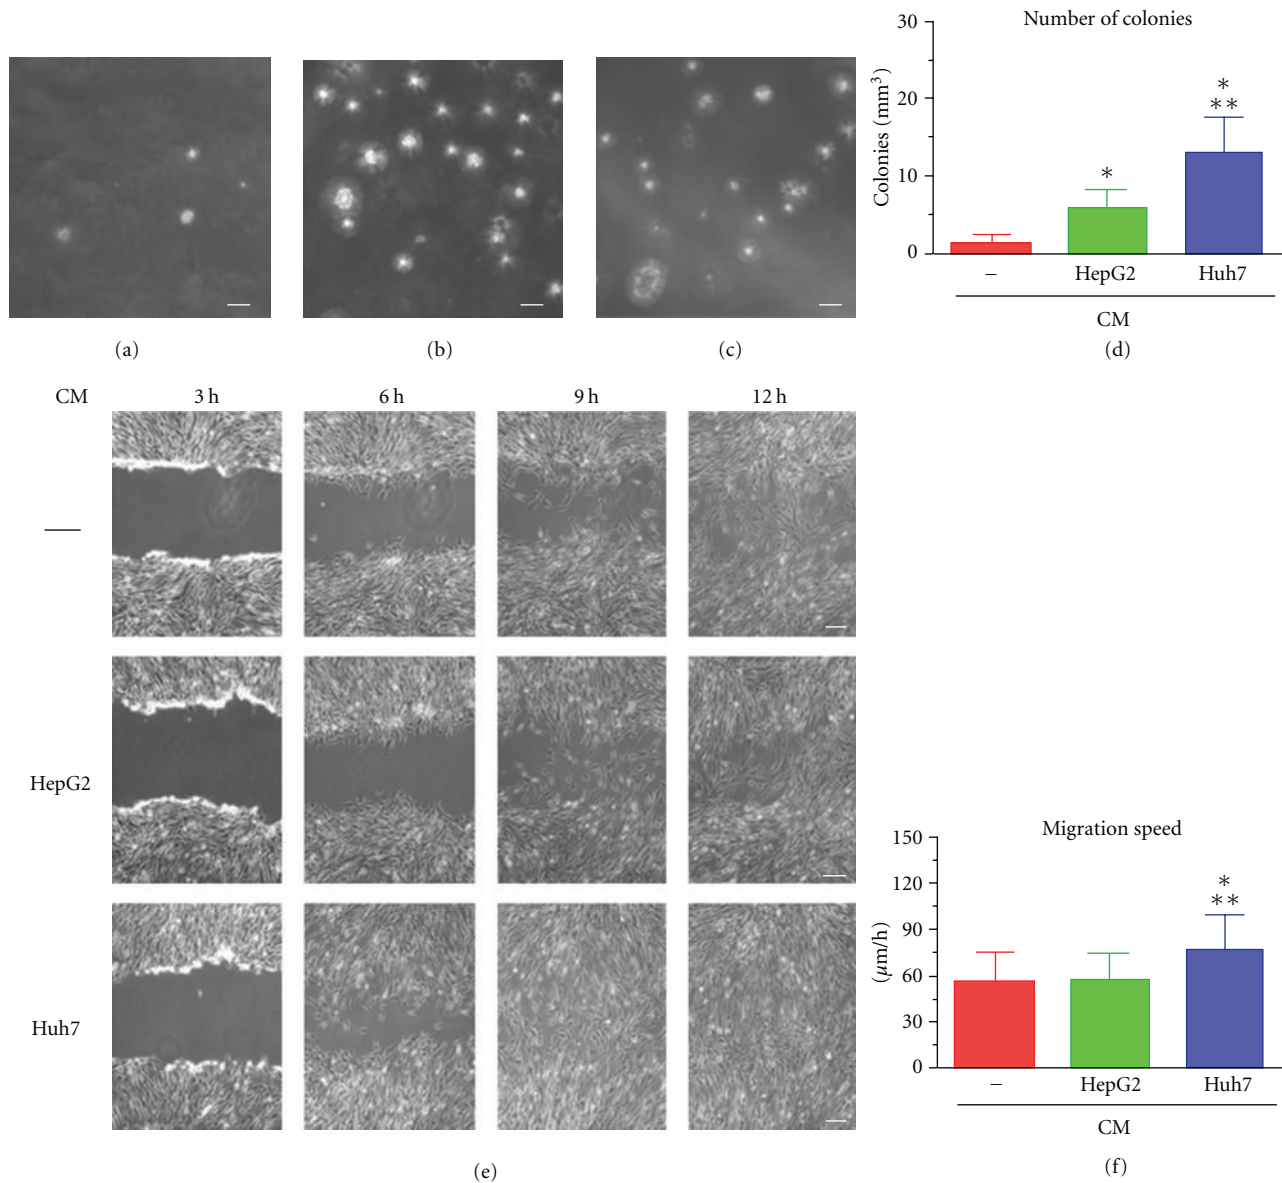 (a)
(b)
(c)
Number of colonies
Colonies (mm³)
30
20
10
0
*
*
**
− HepG2 Huh7
CM
(d)
CM 3 h 6 h 9 h 12 h
—
HepG2
Huh7
(e)
Migration speed
(μm/h)
150
120
90
60
30
0
*
**
− HepG2 Huh7
CM
(f)